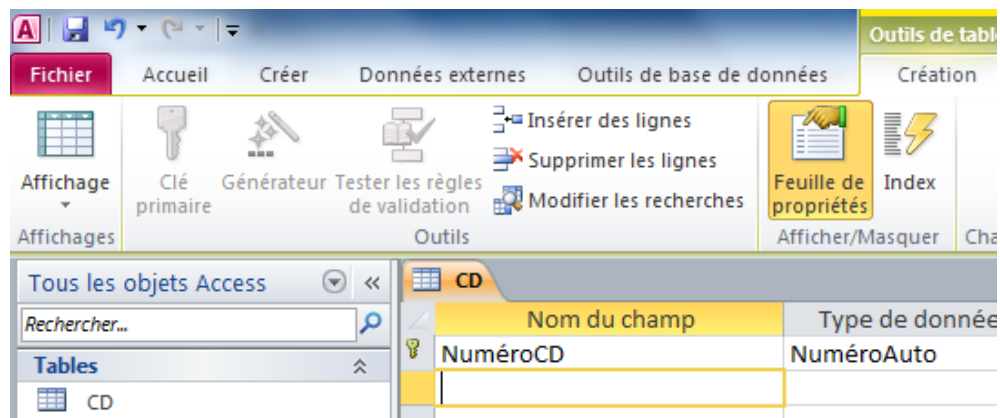 A
Outils de table
Fichier Accueil Créer Données externes Outils de base de données Création
Insérer des lignes
Supprimer les lignes
Affichage Clé Générateur Tester les règles Modifier les recherches Feuille de Index
primaire de validation propriétés
Affichages Outils Afficher/Masquer Cha
Tous les objets Access « CD
Rechercher... Nom du champ Type de donnée
NuméroCD NuméroAuto
Tables
CD